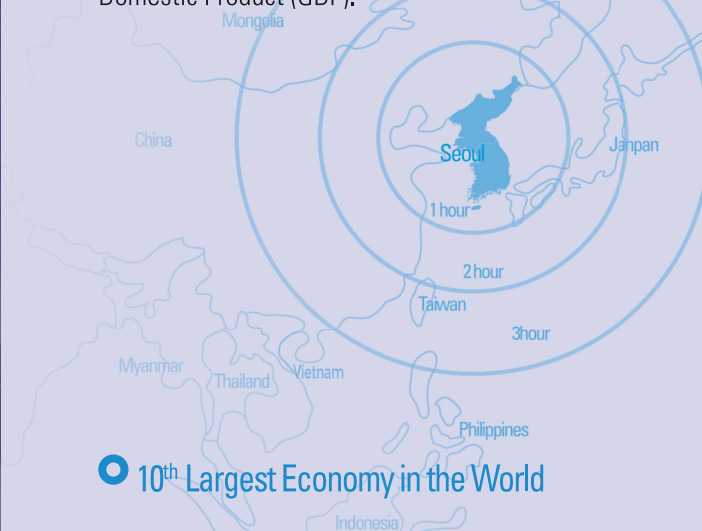 Domestic Product (GDP).
Mongolia
China
Seoul
Janpan
1 hour
2 hour
Taiwan
3hour
Myanmar
Thailand
Vietnam
Philippines
10th Largest Economy in the World
Indonesia